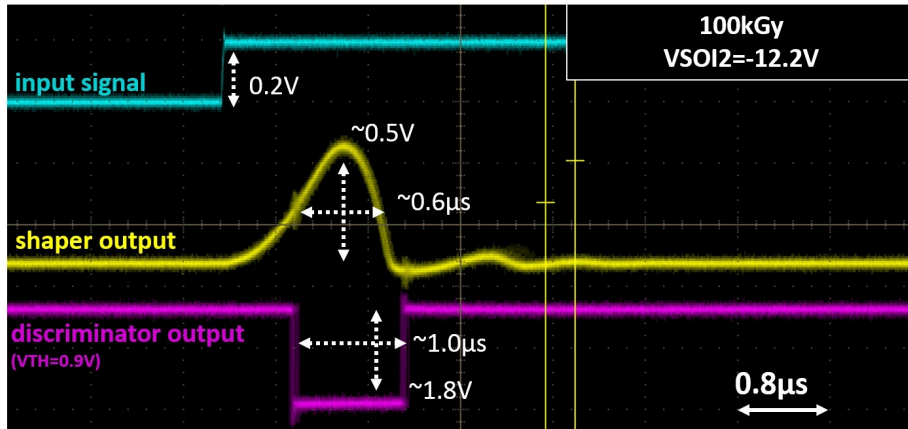 100kGy
VSOI2=-12.2V
input signal
0.2V
~0.5V
~0.6μs
shaper output
discriminator output
(VTH=0.9V)
~1.0μs
~1.8V
0.8μs